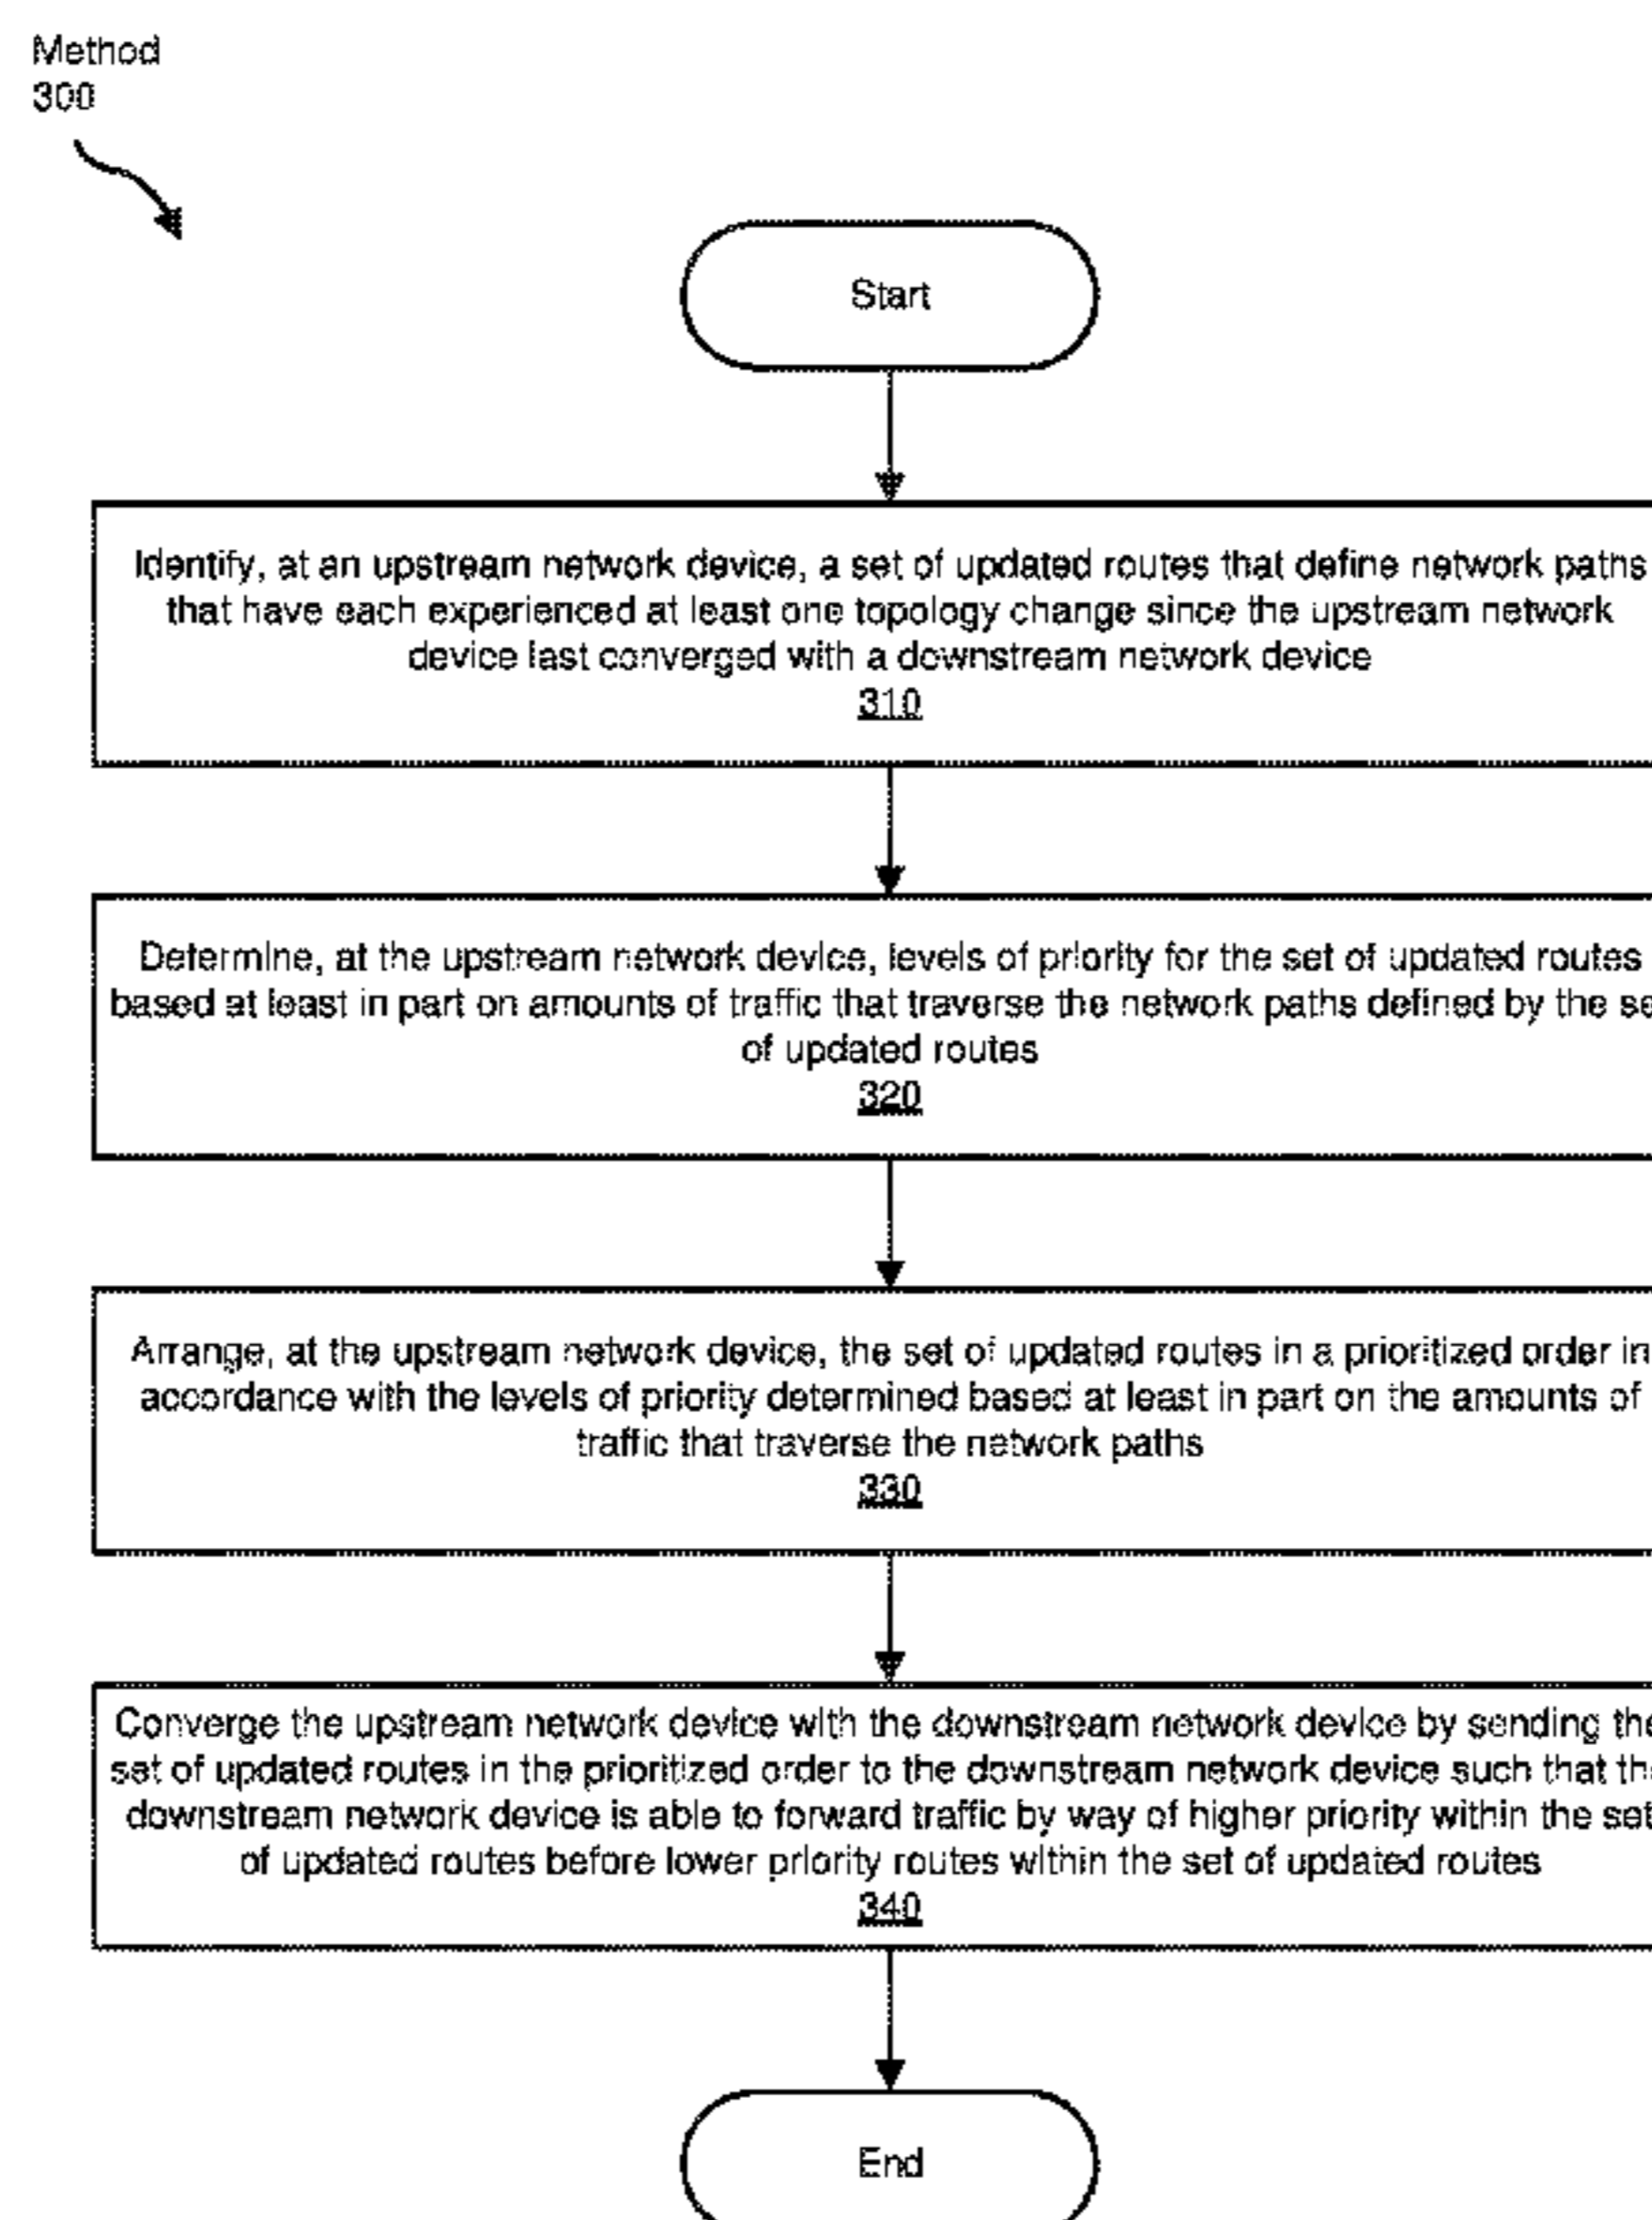 Method
300
Start
Identify, at an upstream network device, a set of updated routes that define network paths
that have each experienced at least one topology change since the upstream network
device last converged with a downstream network device
310
Determine, at the upstream network device, levels of priority for the set of updated routes
based at least in part on amounts of traffic that traverse the network paths defined by the se
of updated routes
320
Arrange, at the upstream network device, the set of updated routes in a prioritized order in
accordance with the levels of priority determined based at least in part on the amounts of
traffic that traverse the network paths
330
Converge the upstream network device with the downstream network device by sending the
set of updated routes in the prioritized order to the downstream network device such that the
downstream network device is able to forward traffic by way of higher priority within the set
of updated routes before lower priority routes within the set of updated routes
340
End